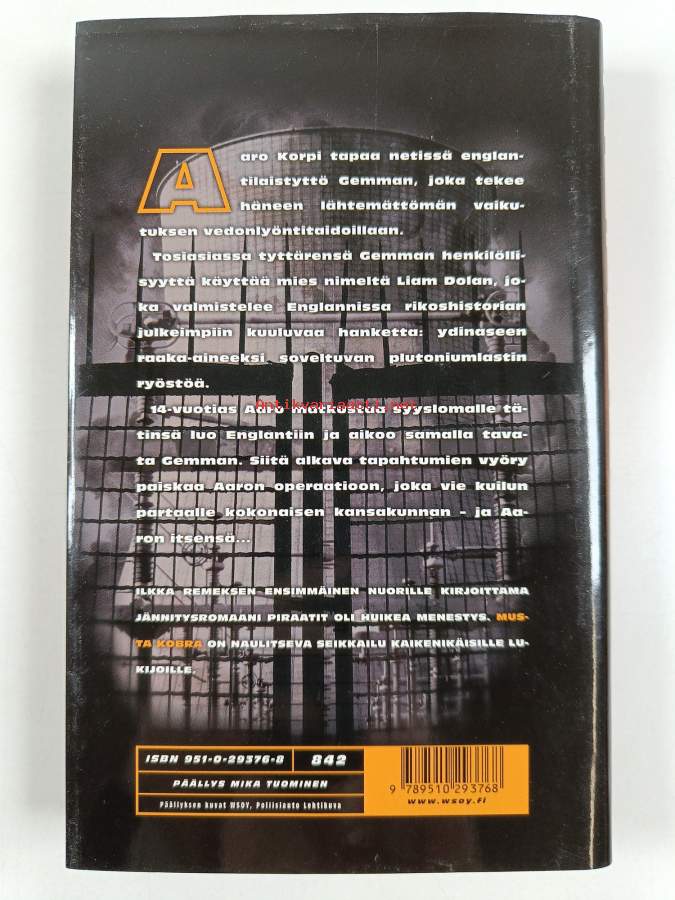 Aaro Korpi tapaa netissä englan-
tilaistyttö Gemman, joka tekee
häneen lähtemättömän vaiku-
tuksen vedonlyöntitaidoillaan.
Tosiasiassa tyttärensä Gemman henkilölli-
syyttä käyttää mies nimeltä Liam Dolan, jo-
ka valmistelee Englannissa rikoshistorian
julkeimpiin kuuluvaa hanketta: ydinaseen
raaka-aineeksi soveltuvan plutoniumlastin
ryöstöä.
Antikvariaatti.net
14-vuotias Aaro matkustaa syyslomalle tä-
tinsä luo Englantiin ja aikoo samalla tava-
ta Gemman. Siitä alkava tapahtumien vyöry
paiskaa Aaron operaatioon, joka vie kuilun
partaalle kokonaisen kansakunnan – ja Aa-
ron itsensä...
ILKKA REMEKSEN ENSIMMÄINEN NUORILLE KIRJOITTAMA
JÄNNITYSROMAANI PIRAATIT OLI HUIKEA MENESTYS. MUS-
TA KOBRA ON NAULITSEVA SEIKKAILU KAIKENIKÄISILLE LU-
KIJOILLE.
ISBN 951-0-29376-8 842
PÄÄLLYS MIKA TUOMINEN
Päällyksen kuvat WSOY, Poliisiauto Lehtikuva
9 789510 293768
www.wsoy.fi